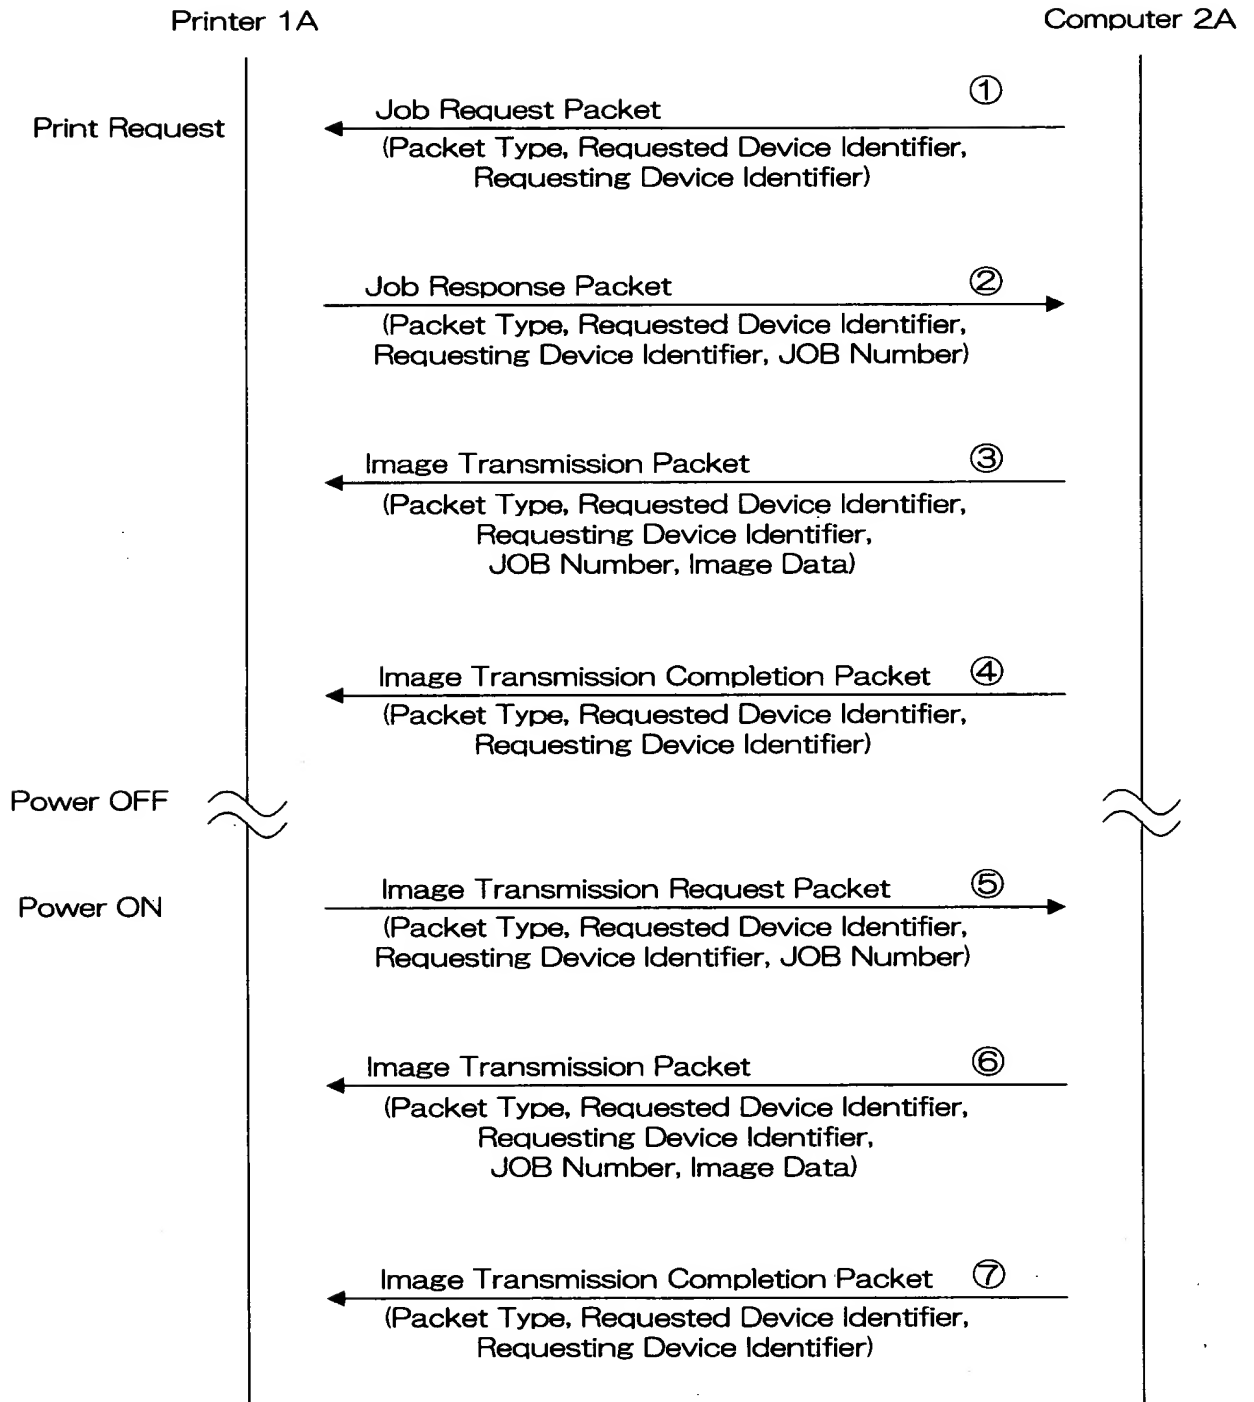 Printer 1A
Computer 2A
①
Job Request Packet
Print Request
(Packet Type, Requested Device Identifier,
Requesting Device Identifier)
②
Job Response Packet
(Packet Type, Requested Device Identifier,
Requesting Device Identifier, JOB Number)
③
Image Transmission Packet
(Packet Type, Requested Device Identifier,
Requesting Device Identifier,
JOB Number, Image Data)
④
Image Transmission Completion Packet
(Packet Type, Requested Device Identifier,
Requesting Device Identifier)
Power OFF
⑤
Image Transmission Request Packet
Power ON
(Packet Type, Requested Device Identifier,
Requesting Device Identifier, JOB Number)
⑥
Image Transmission Packet
(Packet Type, Requested Device Identifier,
Requesting Device Identifier,
JOB Number, Image Data)
⑦
Image Transmission Completion Packet
(Packet Type, Requested Device Identifier,
Requesting Device Identifier)